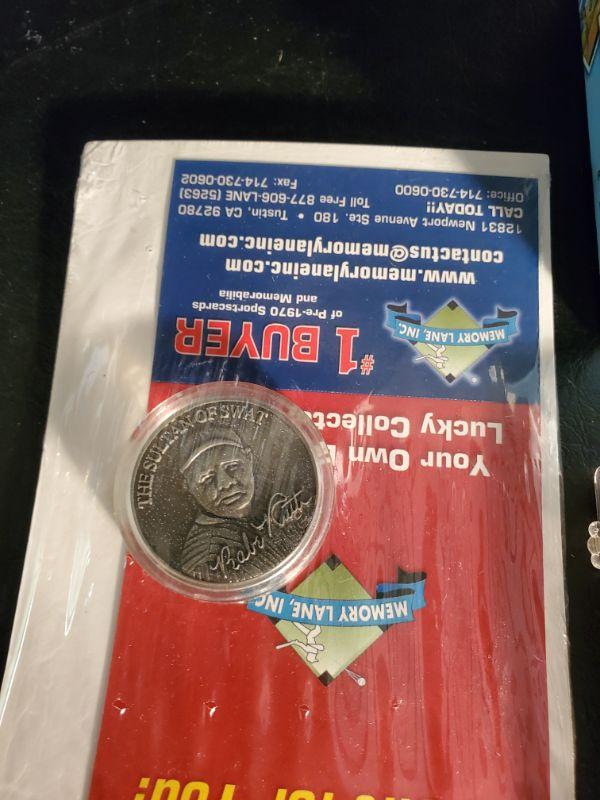 THE SULTAN OF SWAT
Babe Ruth
for You!
MEMORY LANE, INC.
Your Own
Lucky
MEMORY LANE, INC.
#1 BUYER
of Pre-1970 Sportscards
and Memorabilia
www.memorylaneinc.com
contactus@memorylaneinc.com
12831 Newport Avenue Ste. 180 • Tustin, CA 92780
CALL TODAY!! Toll Free 877-606-LANE (5263)
Office: 714-730-0600 Fax: 714-730-0602